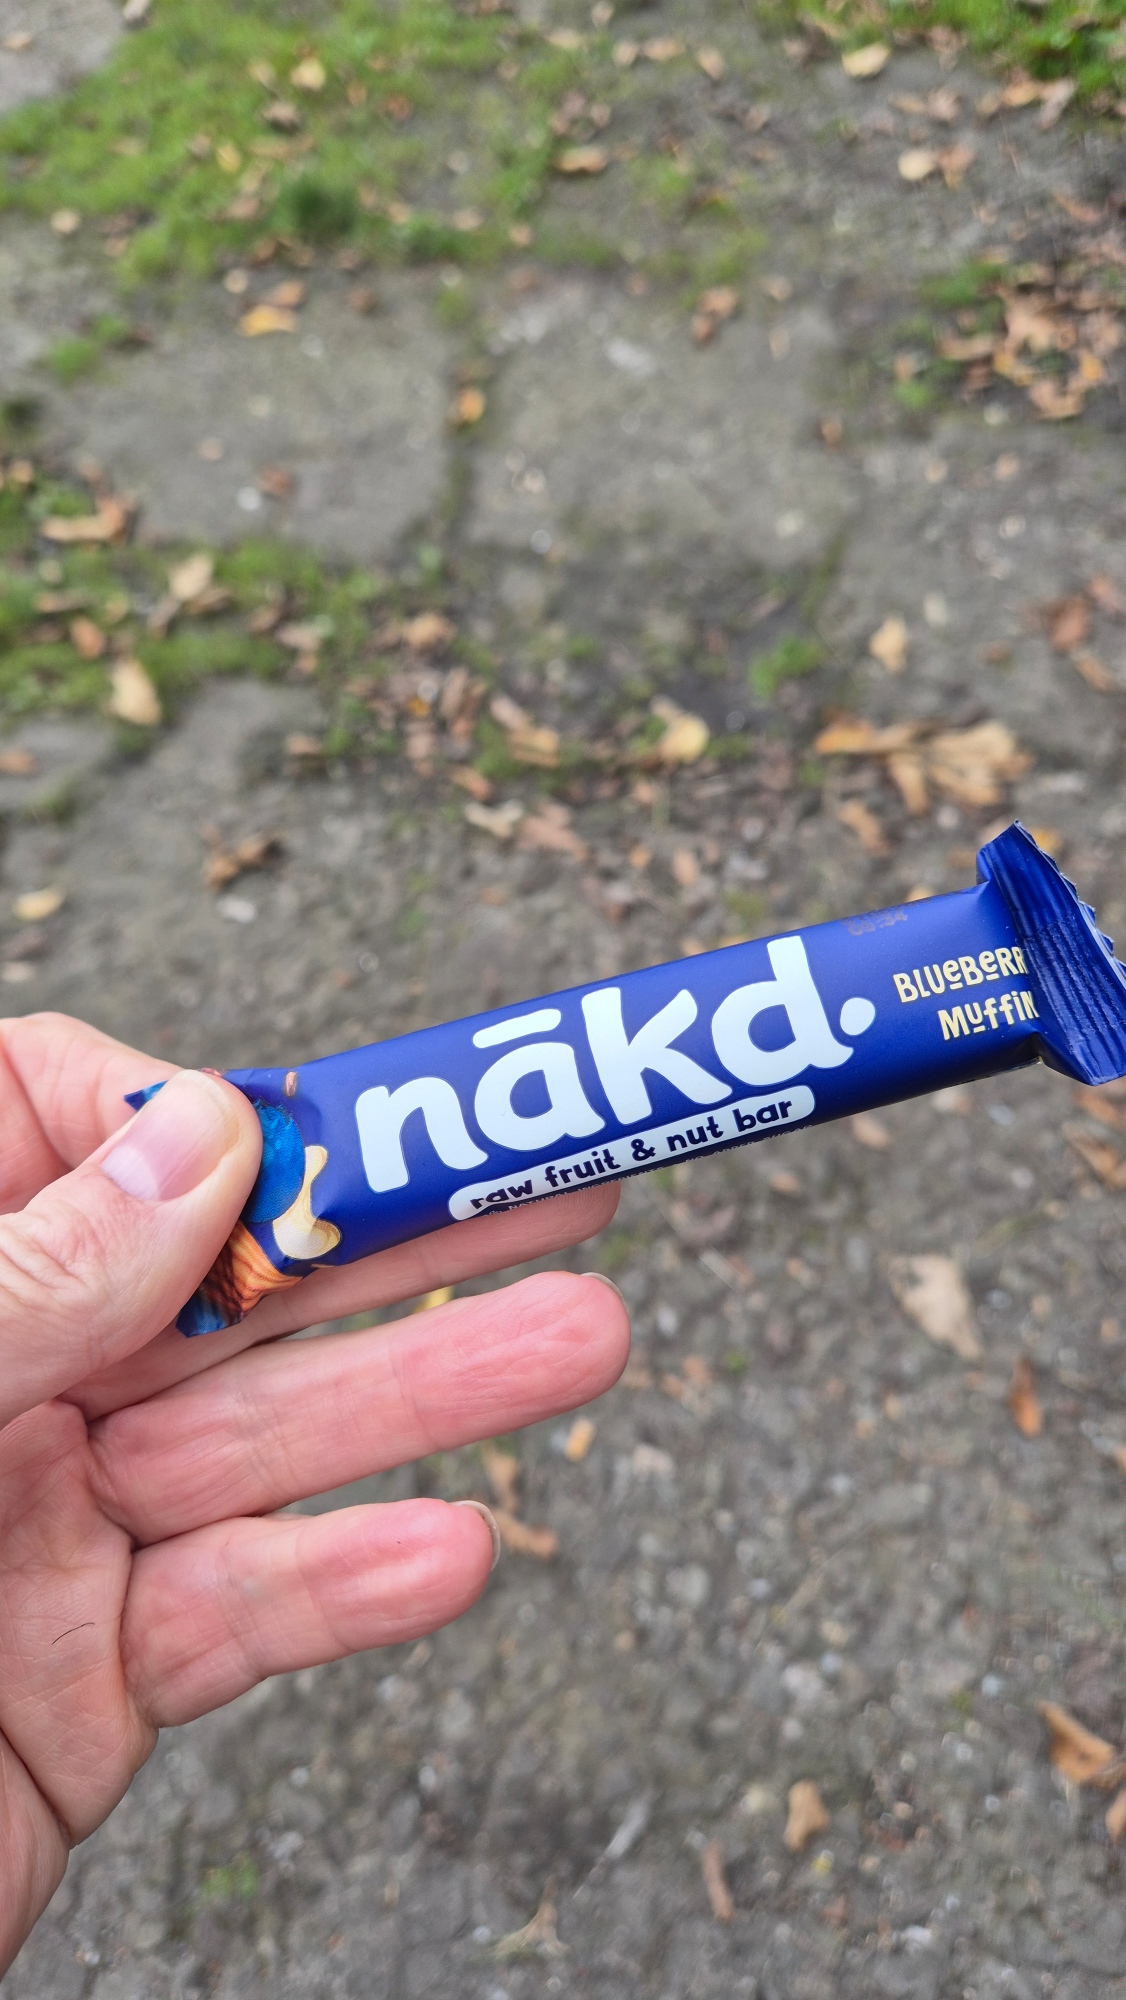 nākd.
raw fruit & nut bar
BLUeBeRR
Muffin